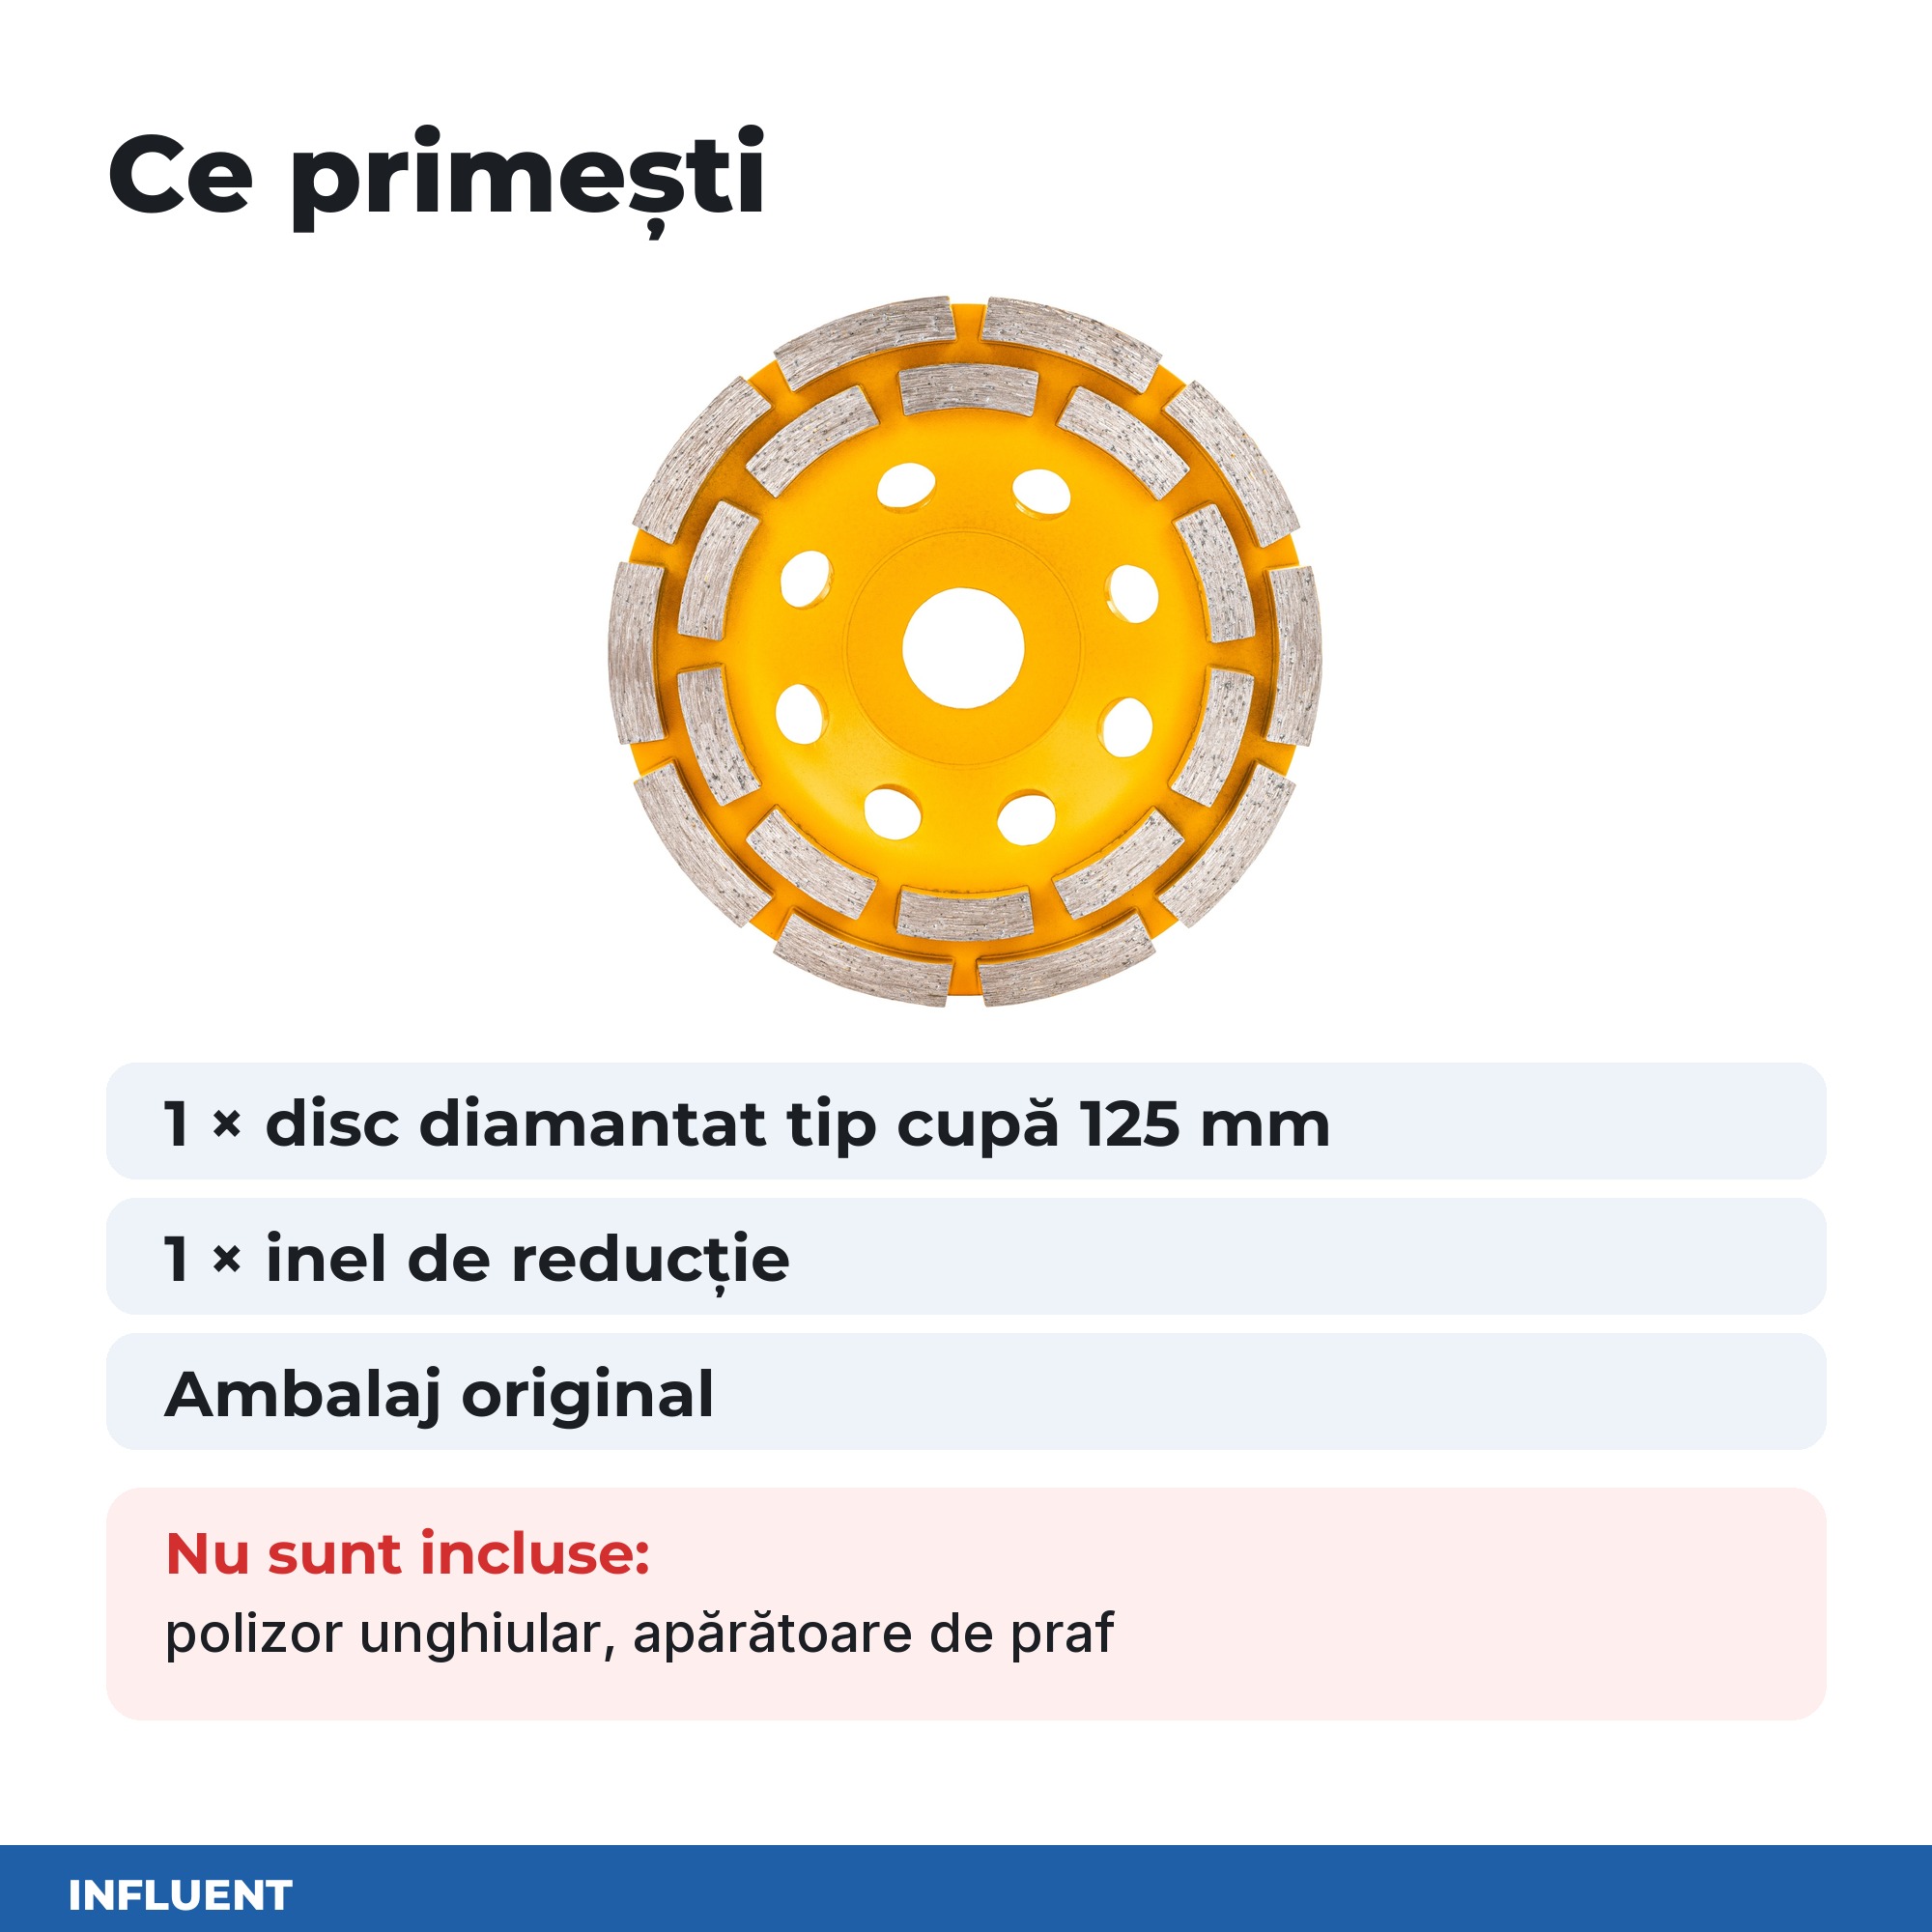 Ce primești
1 × disc diamantat tip cupă 125 mm
1 × inel de reducție
Ambalaj original
Nu sunt incluse:
polizor unghiular, apărătoare de praf
INFLUENT